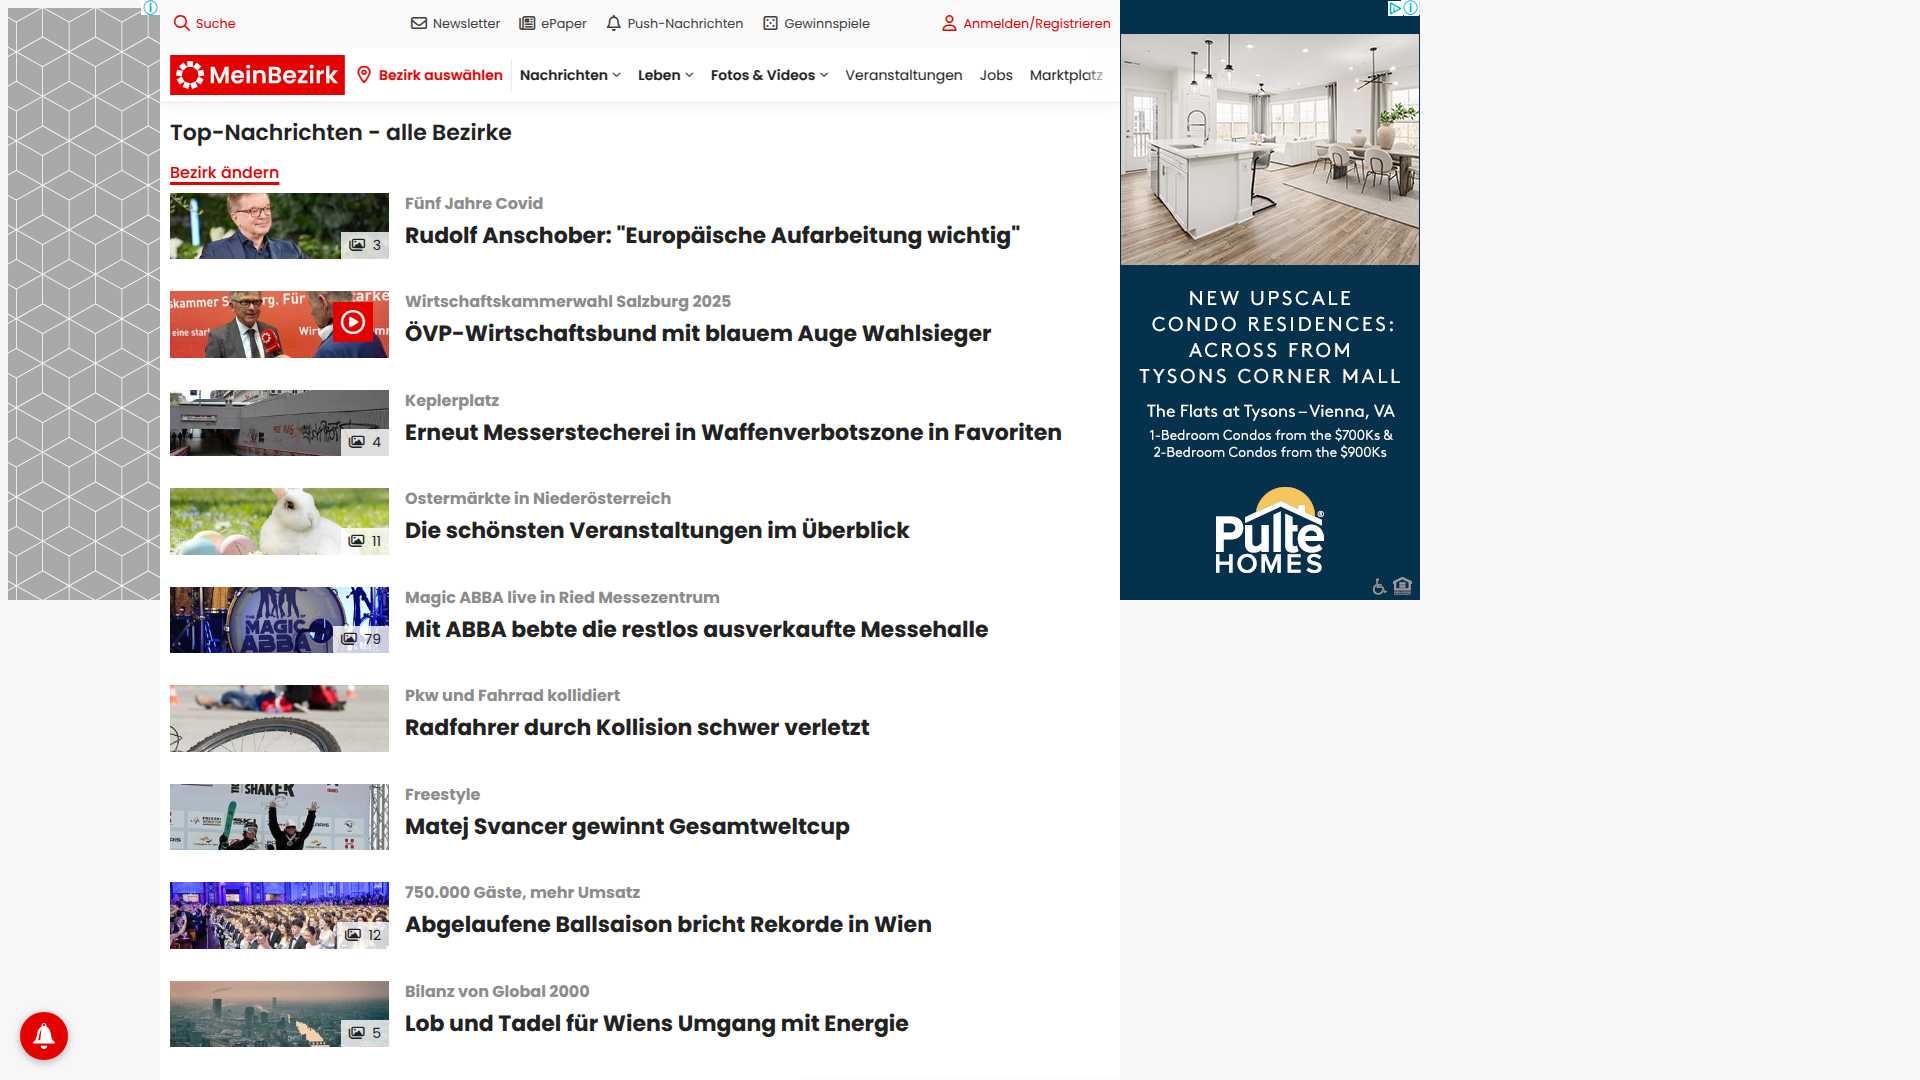 Suche
Newsletter
ePaper
Push-Nachrichten
Gewinnspiele
Anmelden/Registrieren
MeinBezirk
Bezirk auswählen
Nachrichten
Leben
Fotos & Videos
Veranstaltungen
Jobs
Marktplatz
Top-Nachrichten - alle Bezirke
Bezirk ändern
3
Fünf Jahre Covid
Rudolf Anschober: "Europäische Aufarbeitung wichtig"
Wirtschaftskammerwahl Salzburg 2025
ÖVP-Wirtschaftsbund mit blauem Auge Wahlsieger
4
Keplerplatz
Erneut Messerstecherei in Waffenverbotszone in Favoriten
11
Ostermärkte in Niederösterreich
Die schönsten Veranstaltungen im Überblick
MAGIC
ABBA
79
Magic ABBA live in Ried Messezentrum
Mit ABBA bebte die restlos ausverkaufte Messehalle
Pkw und Fahrrad kollidiert
Radfahrer durch Kollision schwer verletzt
SHAKER
Freestyle
Matej Svancer gewinnt Gesamtweltcup
12
750.000 Gäste, mehr Umsatz
Abgelaufene Ballsaison bricht Rekorde in Wien
5
Bilanz von Global 2000
Lob und Tadel für Wiens Umgang mit Energie
NEW UPSCALE
CONDO RESIDENCES:
ACROSS FROM
TYSONS CORNER MALL
The Flats at Tysons – Vienna, VA
1-Bedroom Condos from the $700Ks &
2-Bedroom Condos from the $900Ks
Pulte®
HOMES